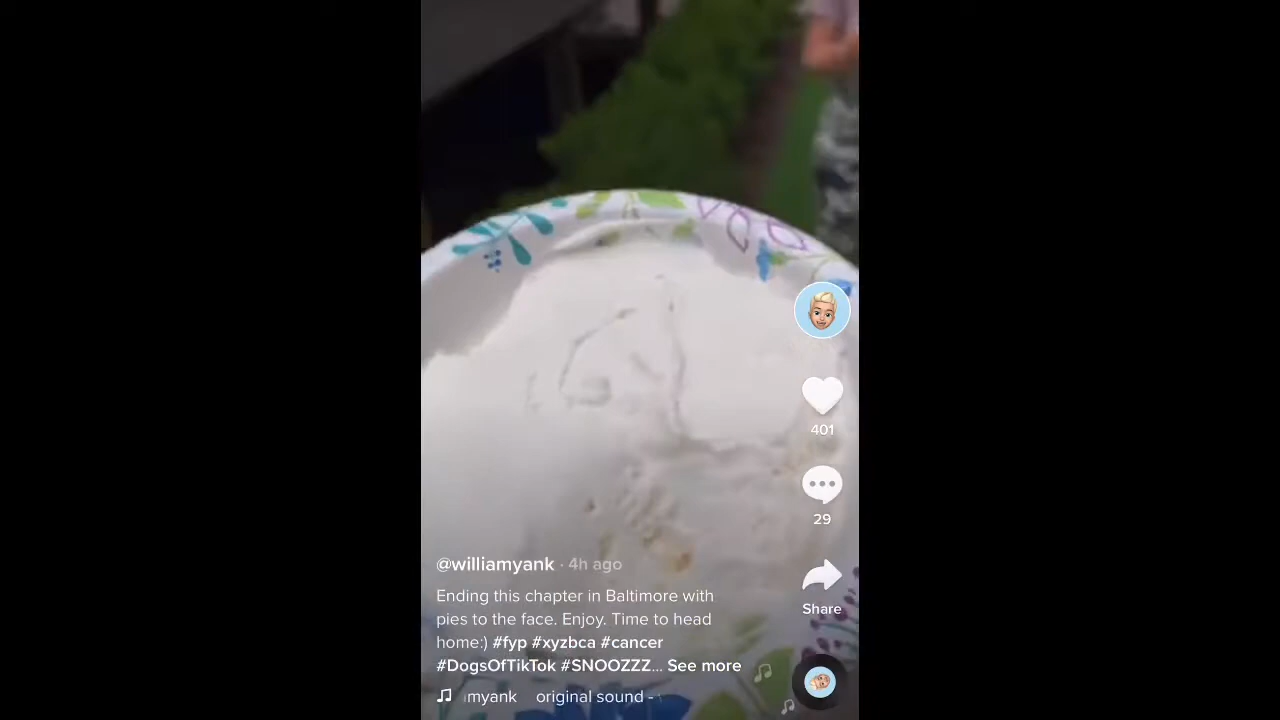 401
29
@williamyank · 4h ago
Share
Ending this chapter in Baltimore with
pies to the face. Enjoy. Time to head
home:) #fyp #xyzbca #cancer
#DogsOfTikTok #SNOOZZZ... See more
myank original sound -